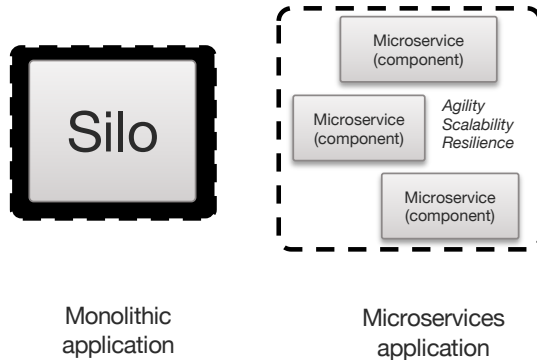 Silo
Microservice
(component)
Microservice
(component)
Agility
Scalability
Resilience
Microservice
(component)
Monolithic
application
Microservices
application